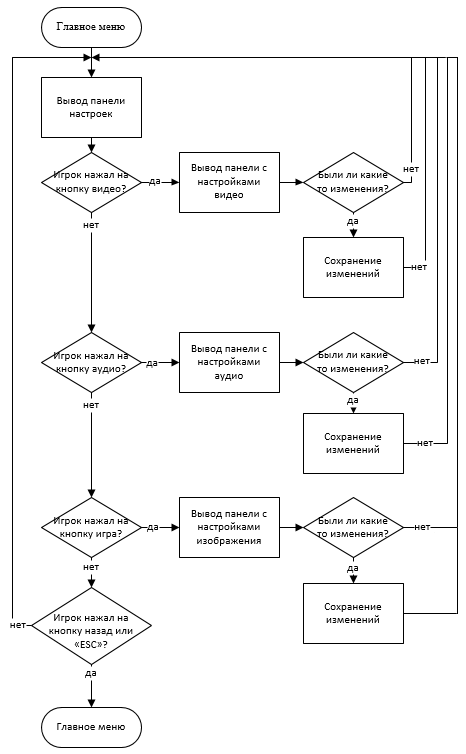 Главное меню
Вывод панели
настроек
Игрок нажал на
кнопку видео?
да
Вывод панели с
настройками
видео
Были ли какие
то изменения?
нет
да
нет
Сохранение
изменений
нет
Игрок нажал на
кнопку аудио?
да
Вывод панели с
настройками
аудио
Были ли какие
то изменения?
нет
да
нет
Сохранение
изменений
нет
Игрок нажал на
кнопку игра?
да
Вывод панели с
настройками
изображения
Были ли какие
то изменения?
нет
нет
да
Сохранение
изменений
Игрок нажал на
кнопку назад или
«ESC»?
нет
да
Главное меню